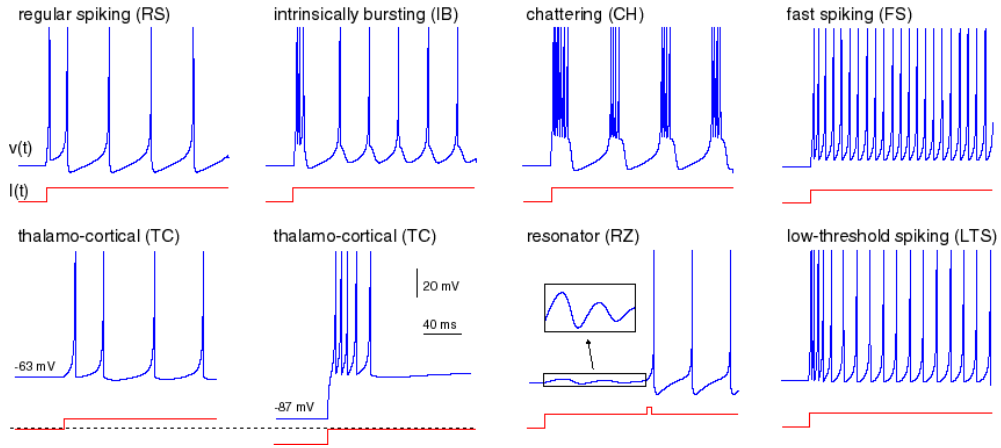 regular spiking (RS)
intrinsically bursting (IB)
chattering (CH)
fast spiking (FS)
v(t)
I(t)
thalamo-cortical (TC)
thalamo-cortical (TC)
resonator (RZ)
low-threshold spiking (LTS)
20 mV
40 ms
-63 mV
-87 mV